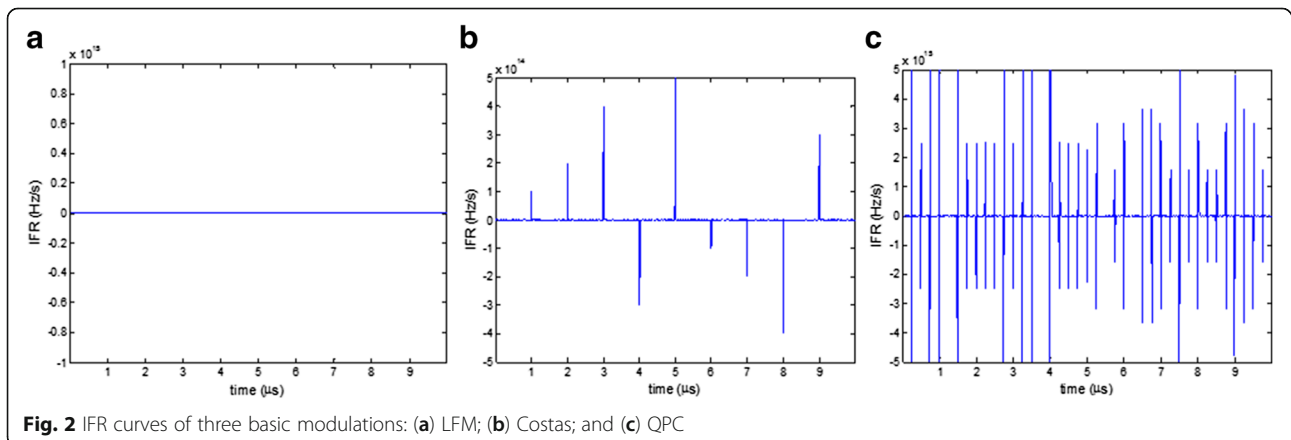 a
x 10^15
1
0.8
0.6
0.4
0.2
0
-0.2
-0.4
-0.6
-0.8
-1
IFR (Hz/s)
1 2 3 4 5 6 7 8 9
time (μs)
b
x 10^14
5
4
3
2
1
0
-1
-2
-3
-4
-5
IFR (Hz/s)
1 2 3 4 5 6 7 8 9
time (μs)
c
x 10^15
5
4
3
2
1
0
-1
-2
-3
-4
-5
IFR (Hz/s)
1 2 3 4 5 6 7 8 9
time (μs)
Fig. 2 IFR curves of three basic modulations: (a) LFM; (b) Costas; and (c) QPC